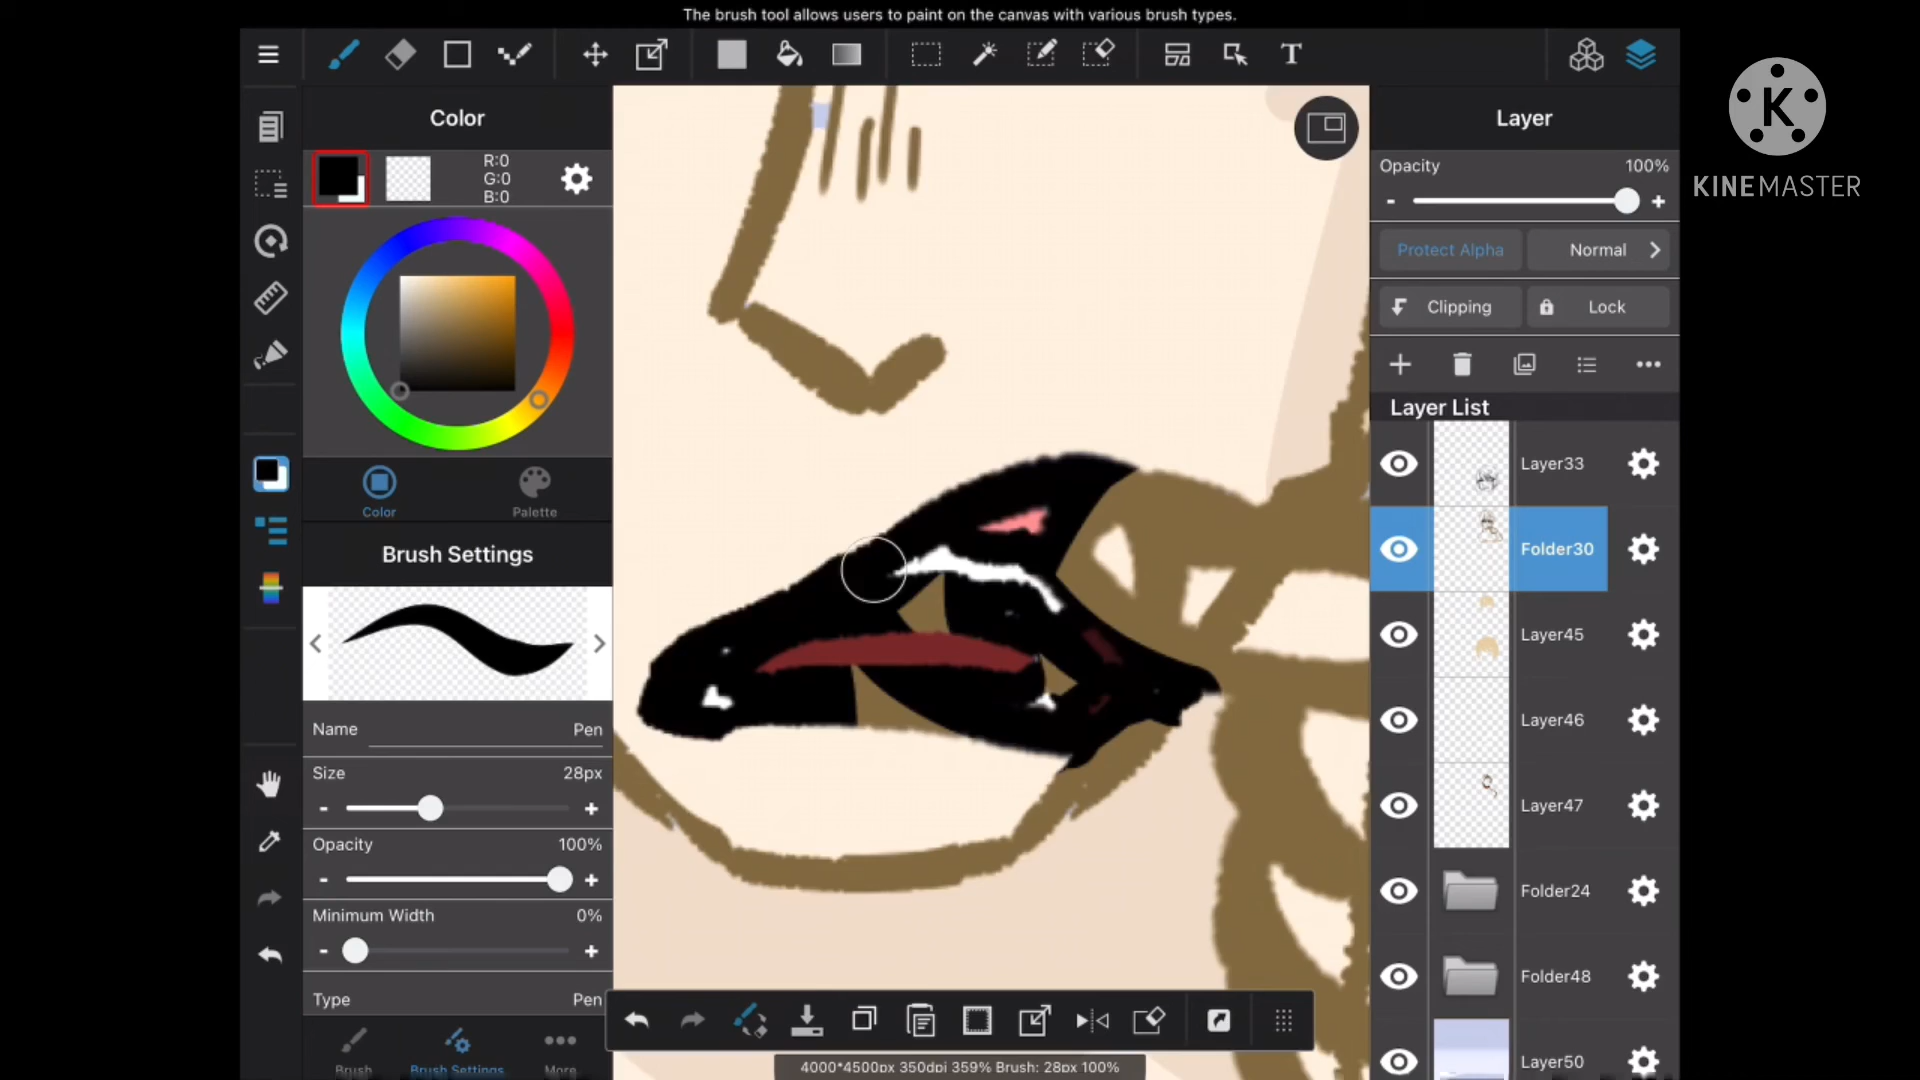 The brush tool allows users to paint on the canvas with various brush types.
Color
R:0
G:0
B:0
Color
Palette
Brush Settings
Name Pen
Size 28px
- +
Opacity 100%
- +
Minimum Width 0%
- +
Type Pen
Brush
Brush Settings
More
T
4000*4500px 350dpi 359% Brush: 28px 100%
Layer
Opacity 100%
- +
Protect Alpha
Normal
Clipping
Lock
Layer List
Layer33
Folder30
Layer45
Layer46
Layer47
Folder24
Folder48
Layer50
K
KINEMASTER